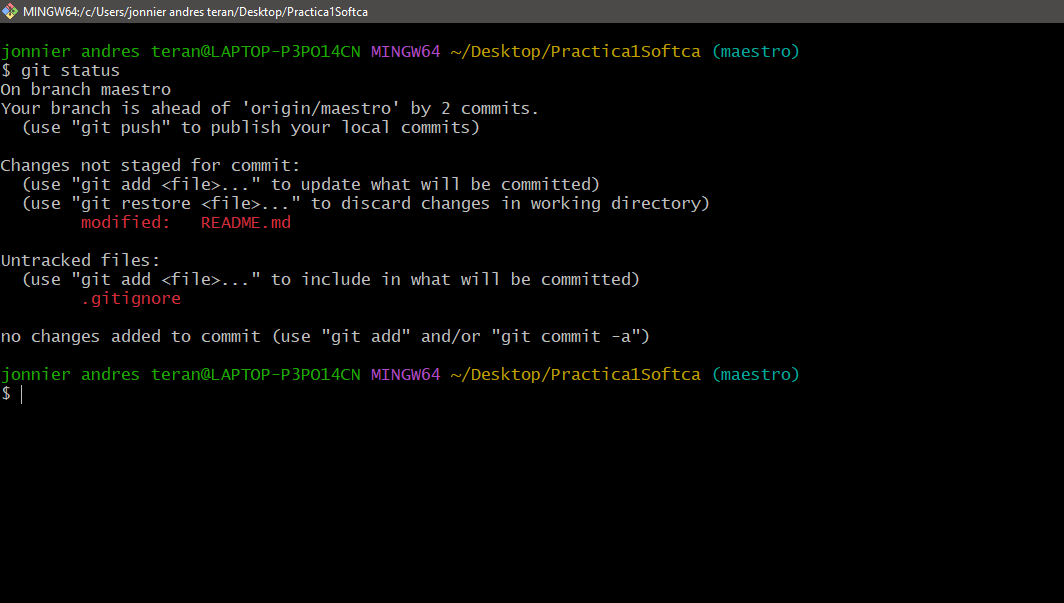 MINGW64:/c/Users/jonnier andres teran/Desktop/Practica1Softca
jonnier andres teran@LAPTOP-P3PO14CN MINGW64 ~/Desktop/Practica1Softca (maestro)
$ git status
On branch maestro
Your branch is ahead of 'origin/maestro' by 2 commits.
  (use "git push" to publish your local commits)
Changes not staged for commit:
  (use "git add <file>..." to update what will be committed)
  (use "git restore <file>..." to discard changes in working directory)
        modified:   README.md
Untracked files:
  (use "git add <file>..." to include in what will be committed)
        .gitignore
no changes added to commit (use "git add" and/or "git commit -a")
jonnier andres teran@LAPTOP-P3PO14CN MINGW64 ~/Desktop/Practica1Softca (maestro)
$